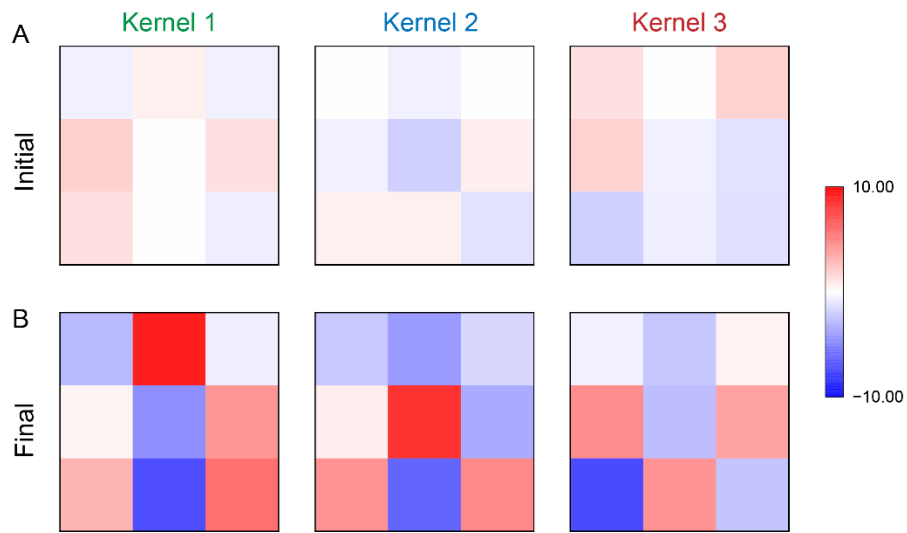 Kernel 1 Kernel 2 Kernel 3
A
Initial
10.00
B
−10.00
Final